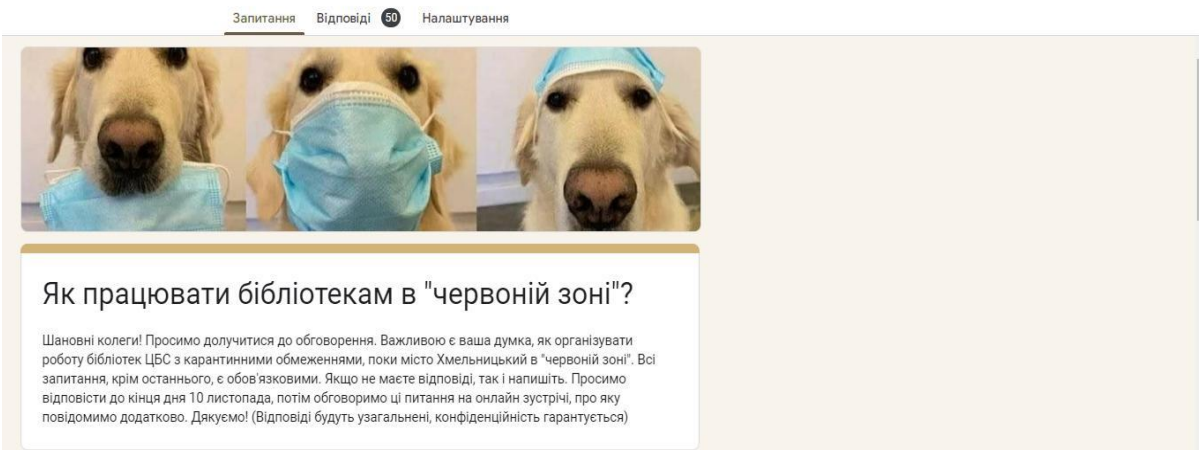 Запитання Відповіді 50 Налаштування
Як працювати бібліотекам в "червоній зоні"?
Шановні колеги! Просимо долучитися до обговорення. Важливою є ваша думка, як організувати
роботу бібліотек ЦБС з карантинними обмеженнями, поки місто Хмельницький в "червоній зоні". Всі
запитання, крім останнього, є обов'язковими. Якщо не маєте відповіді, так і напишіть. Просимо
відповісти до кінця дня 10 листопада, потім обговоримо ці питання на онлайн зустрічі, про яку
повідомимо додатково. Дякуємо! (Відповіді будуть узагальнені, конфіденційність гарантується)